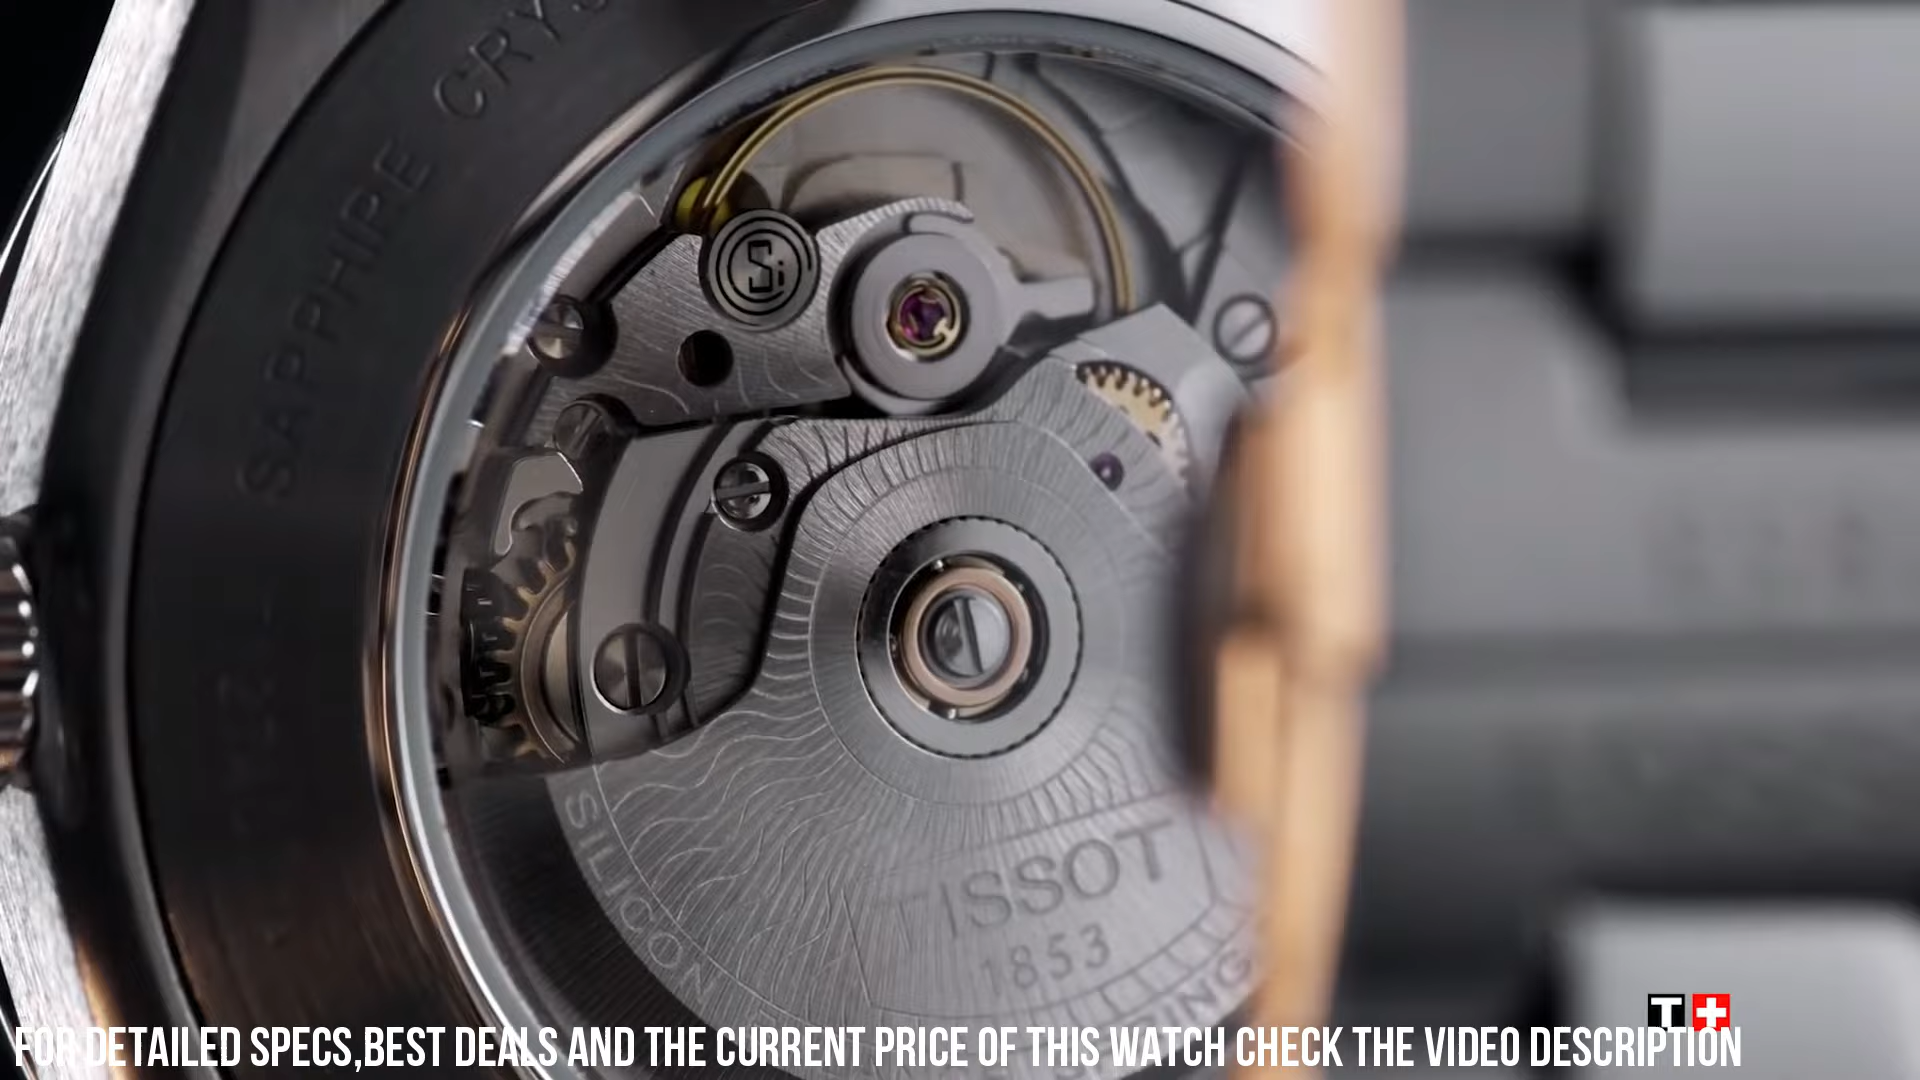 SAPPHIRE CRYS
Si
SILICON
TISSOT
1853
T+
FOR DETAILED SPECS,BEST DEALS AND THE CURRENT PRICE OF THIS WATCH CHECK THE VIDEO DESCRIPTION